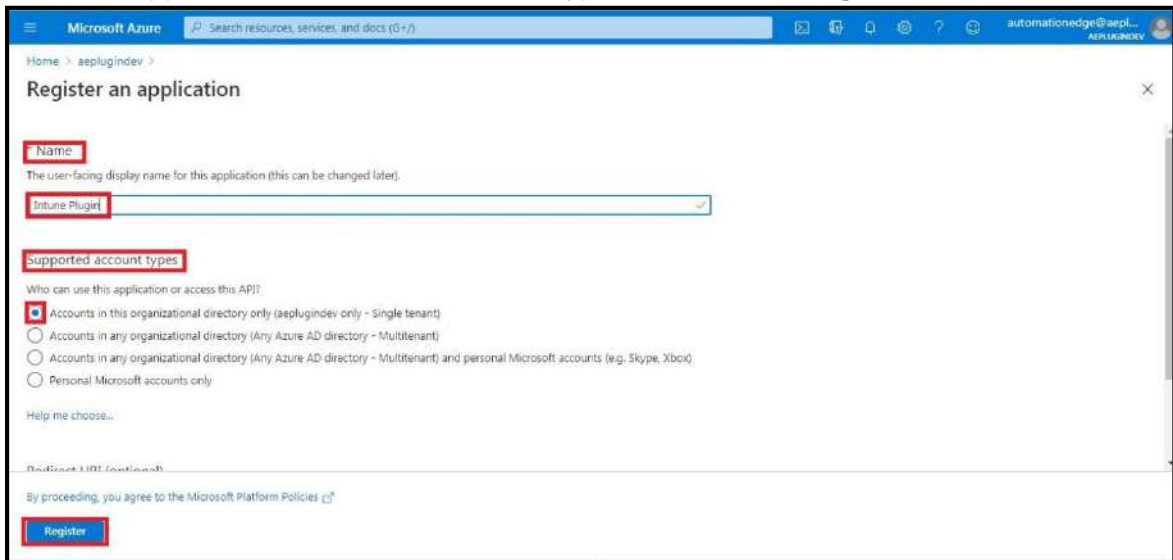 Microsoft Azure
Search resources, services, and docs (G+/)
automationedge@aepl...
AEPLUGINDEV
Home > aeplugindev >
Register an application
* Name
The user-facing display name for this application (this can be changed later).
Intune Plugin
Supported account types
Who can use this application or access this API?
Accounts in this organizational directory only (aeplugindev only - Single tenant)
Accounts in any organizational directory (Any Azure AD directory - Multitenant)
Accounts in any organizational directory (Any Azure AD directory - Multitenant) and personal Microsoft accounts (e.g. Skype, Xbox)
Personal Microsoft accounts only
Help me choose...
Redirect URI (optional)
By proceeding, you agree to the Microsoft Platform Policies
Register